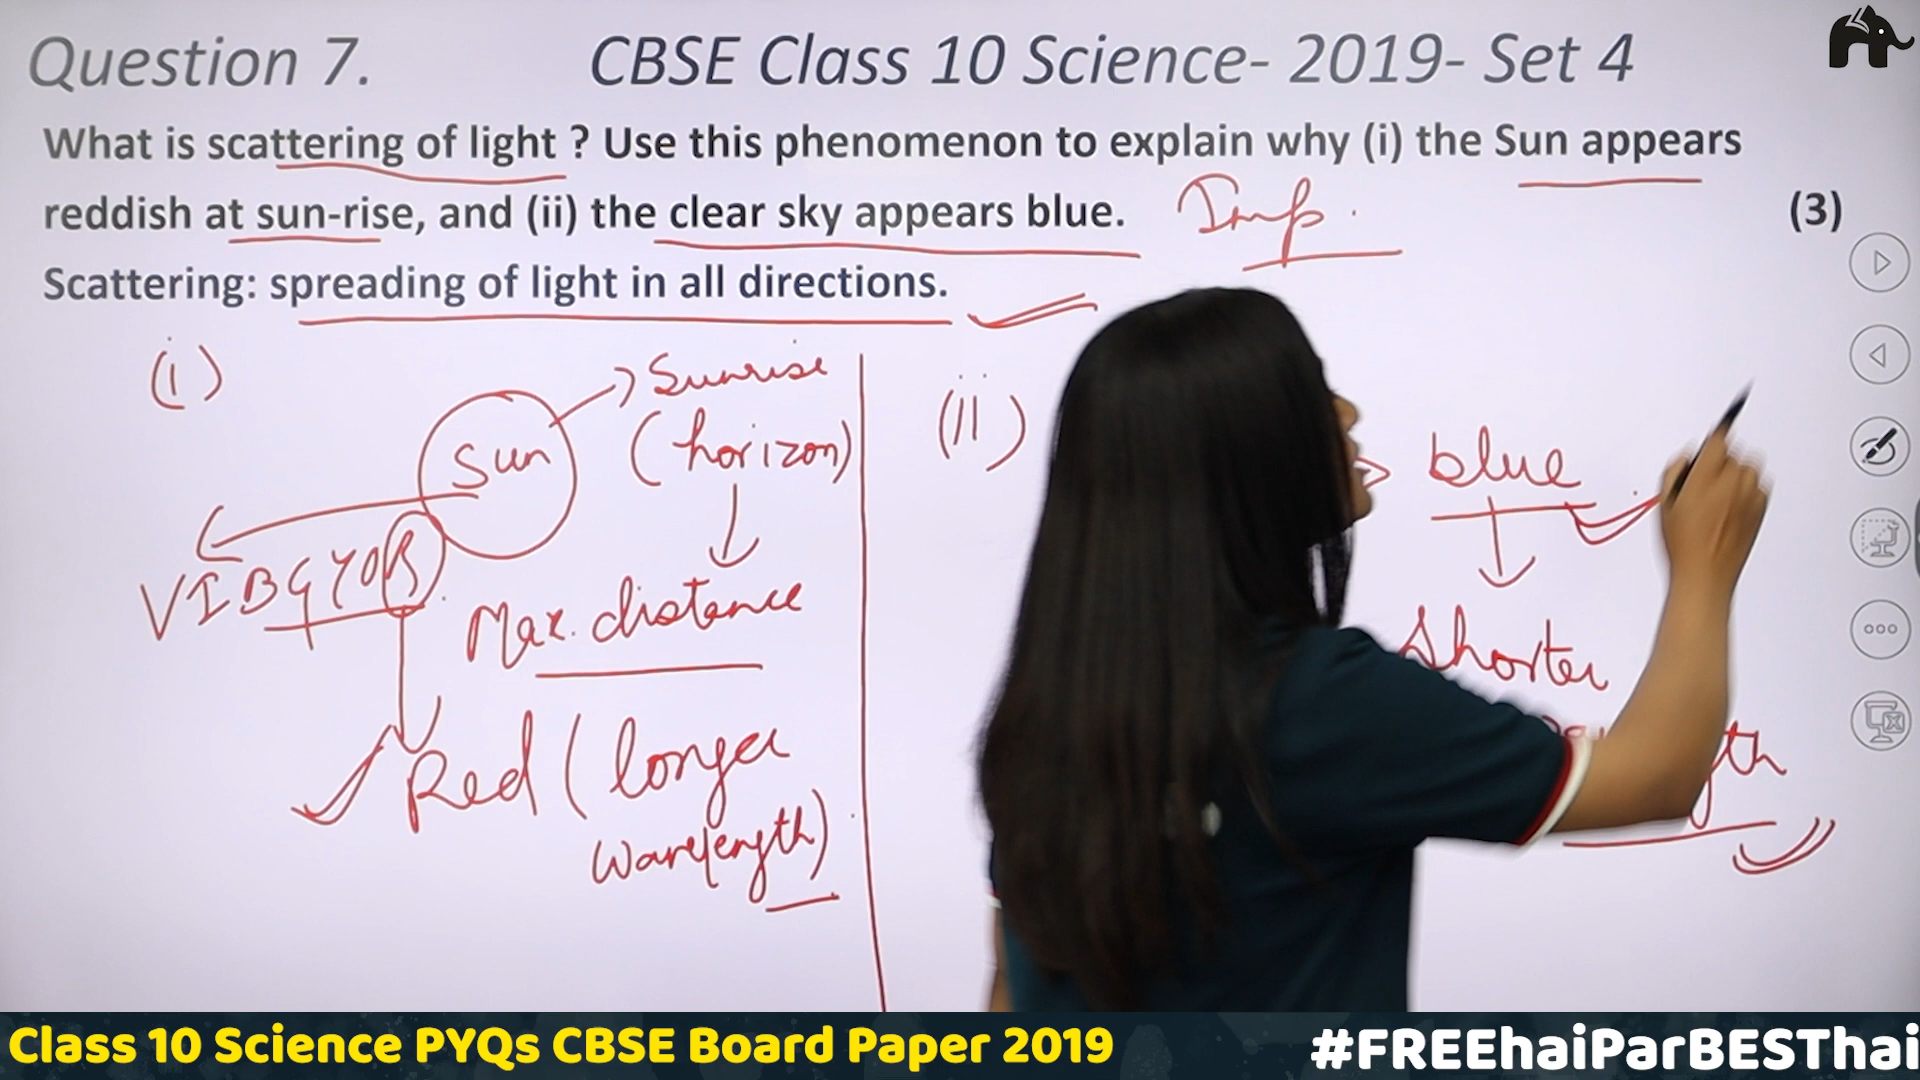 Question 7. CBSE Class 10 Science- 2019- Set 4
What is scattering of light ? Use this phenomenon to explain why (i) the Sun appears
reddish at sun-rise, and (ii) the clear sky appears blue. Imp. (3)
Scattering: spreading of light in all directions.
(i)
Sun
Sunrise
(horizon)
VIBGYOR
Max. distance
Red (longer
wavelength)
(ii)
blue
Shorter
Class 10 Science PYQs CBSE Board Paper 2019
#FREEhaiParBESThai